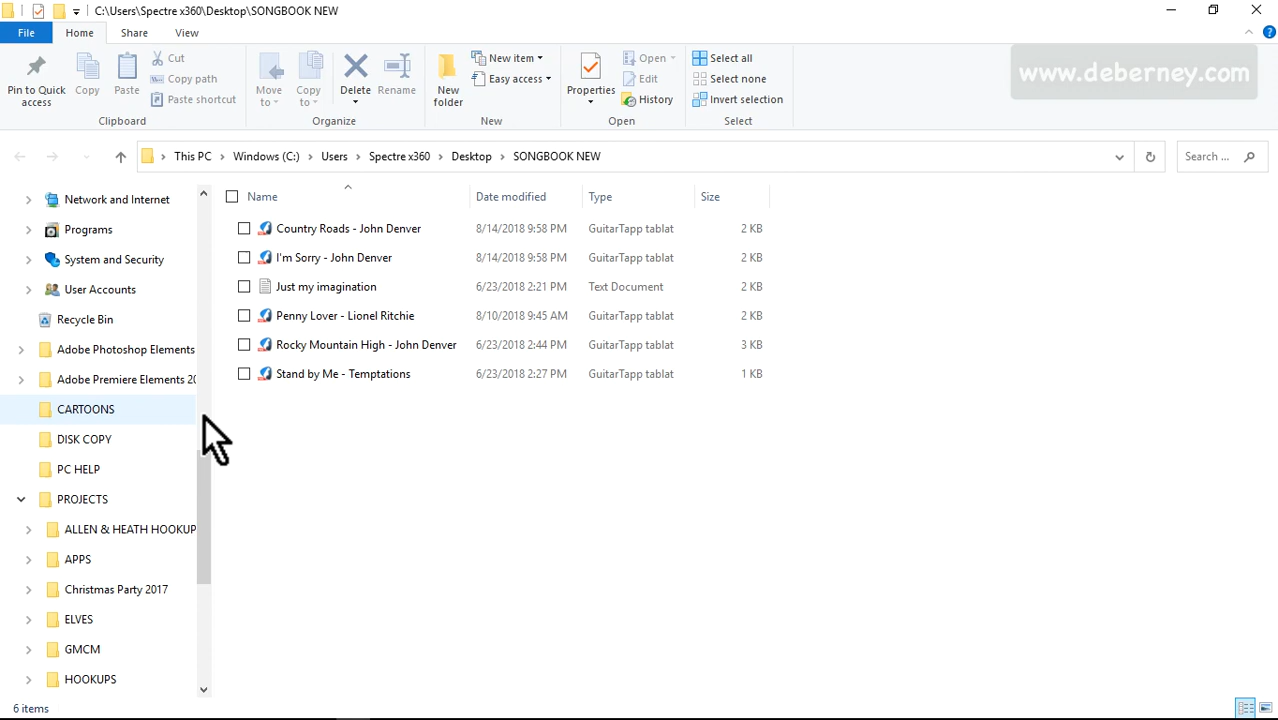 C:\Users\Spectre x360\Desktop\SONGBOOK NEW
File Home Share View
Pin to Quick access
Copy
Paste
Cut
Copy path
Paste shortcut
Clipboard
Move to
Copy to
Delete
Rename
Organize
New folder
New item
Easy access
New
Properties
Open
Edit
History
Open
Select all
Select none
Invert selection
Select
www.deberney.com
This PC > Windows (C:) > Users > Spectre x360 > Desktop > SONGBOOK NEW
Search ...
Network and Internet
Programs
System and Security
User Accounts
Recycle Bin
Adobe Photoshop Elements
Adobe Premiere Elements 20
CARTOONS
DISK COPY
PC HELP
PROJECTS
ALLEN & HEATH HOOKUP
APPS
Christmas Party 2017
ELVES
GMCM
HOOKUPS
Name Date modified Type Size
Country Roads - John Denver 8/14/2018 9:58 PM GuitarTapp tablat 2 KB
I'm Sorry - John Denver 8/14/2018 9:58 PM GuitarTapp tablat 2 KB
Just my imagination 6/23/2018 2:21 PM Text Document 2 KB
Penny Lover - Lionel Ritchie 8/10/2018 9:45 AM GuitarTapp tablat 2 KB
Rocky Mountain High - John Denver 6/23/2018 2:44 PM GuitarTapp tablat 3 KB
Stand by Me - Temptations 6/23/2018 2:27 PM GuitarTapp tablat 1 KB
6 items